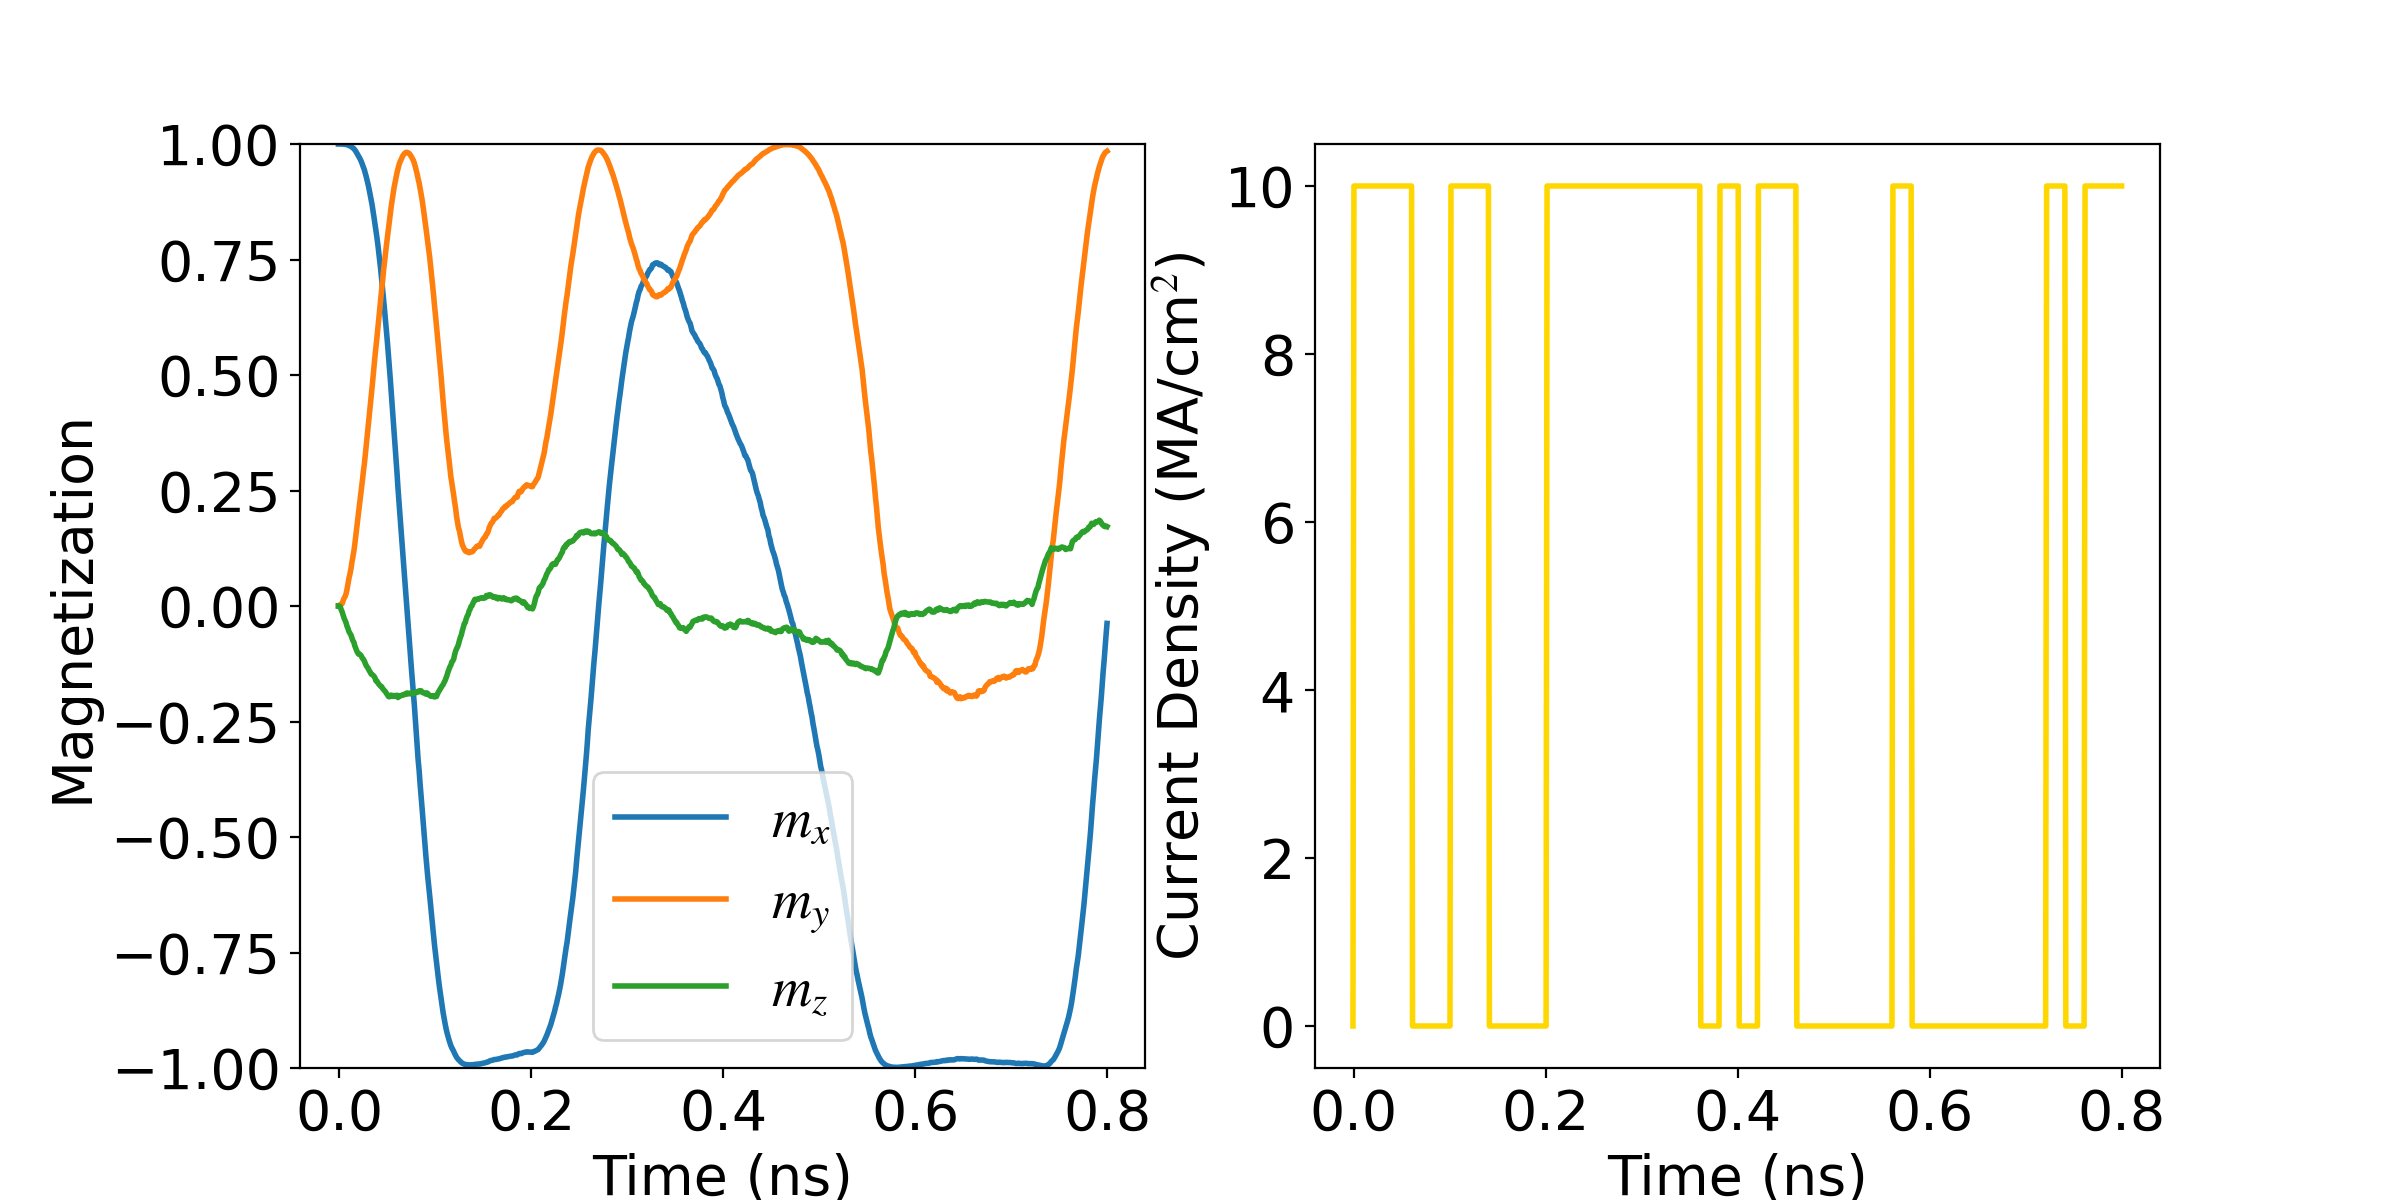 Magnetization
1.00
0.75
0.50
0.25
0.00
−0.25
−0.50
−0.75
−1.00
0.0 0.2 0.4 0.6 0.8
Time (ns)
m_x
m_y
m_z
Current Density (MA/cm²)
10
8
6
4
2
0
0.0 0.2 0.4 0.6 0.8
Time (ns)